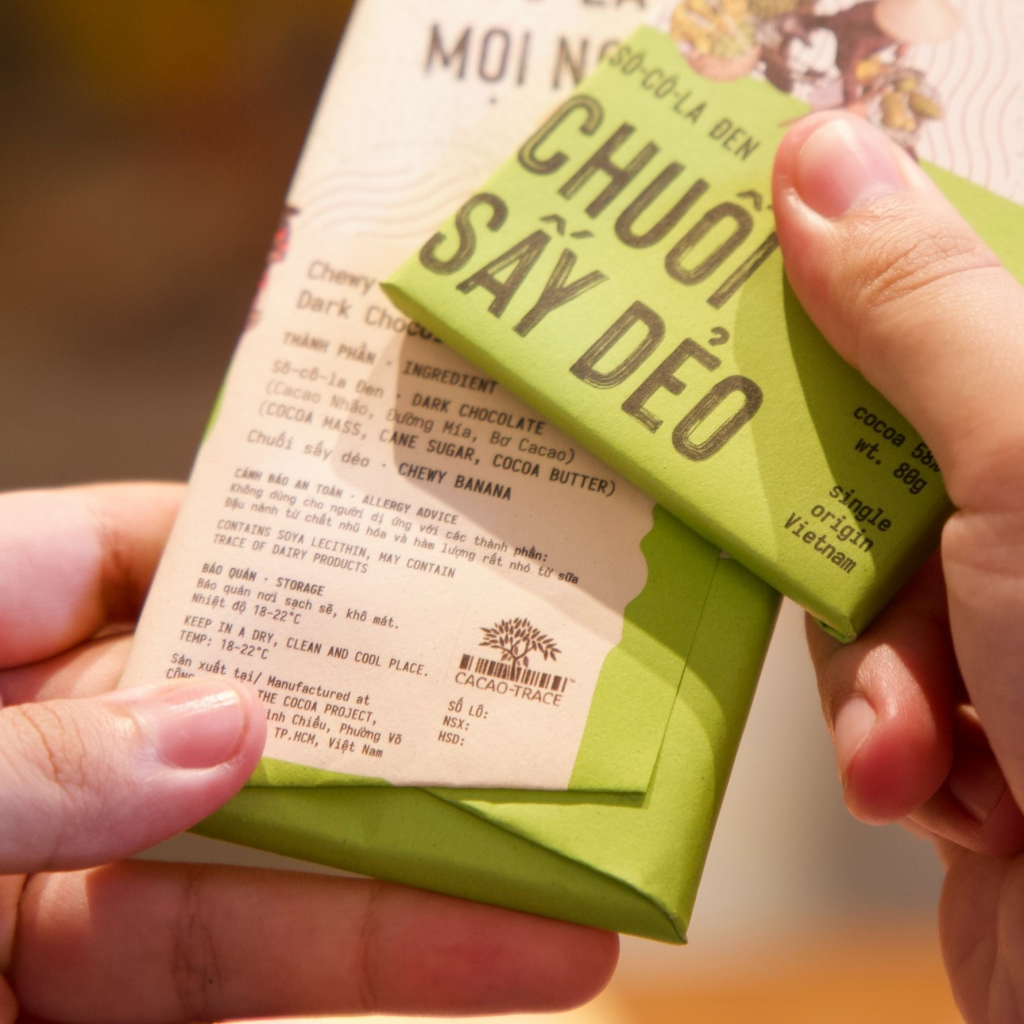 MỌI
SÔ-CÔ-LA ĐEN
CHUỐI
SẤY DẺO
cocoa 58%
wt. 80g
single
origin
Vietnam
Chewy
Dark
THÀNH PHẦN · INGREDIENT
Sô-cô-la Đen · DARK CHOCOLATE
(Cacao Nhão, Đường Mía, Bơ Cacao)
(COCOA MASS, CANE SUGAR, COCOA BUTTER)
Chuối sấy dẻo · CHEWY BANANA
CẢNH BÁO AN TOÀN · ALLERGY ADVICE
Không dùng cho người dị ứng với các thành phần:
Đậu nành từ chất nhũ hóa và hàm lượng rất nhỏ từ sữa
CONTAINS SOYA LECITHIN, MAY CONTAIN
TRACE OF DAIRY PRODUCTS
BẢO QUẢN · STORAGE
Bảo quản nơi sạch sẽ, khô mát.
Nhiệt độ 18-22°C
KEEP IN A DRY, CLEAN AND COOL PLACE.
TEMP: 18-22°C
Sản xuất tại/ Manufactured at
THE COCOA PROJECT,
Chiểu, Phường Võ
TP.HCM, Việt Nam
CACAO-TRACE
SỐ LÔ:
NSX:
HSD: